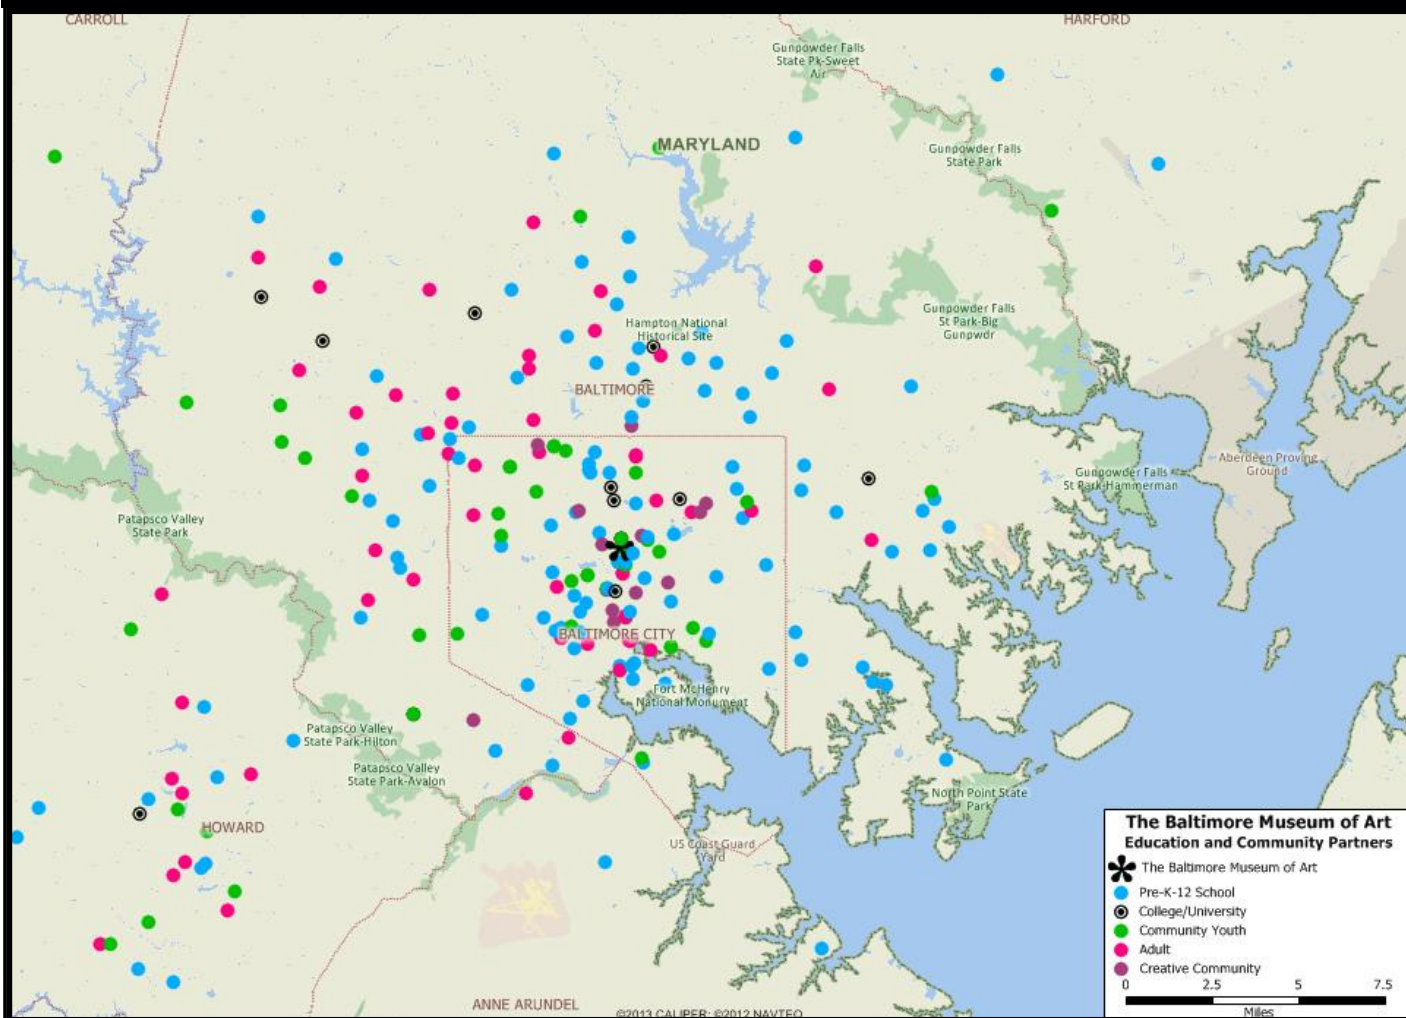 CARROLL
HARFORD
Gunpowder Falls
State Pk-Sweet
Air
MARYLAND
Gunpowder Falls
State Park
Hampton National
Historical Site
Gunpowder Falls
St Park-Big
Gunpwdr
BALTIMORE
Gunpowder Falls
St Park-Hammerman
Aberdeen Proving
Ground
Patapsco Valley
State Park
BALTIMORE CITY
Fort McHenry
National Monument
Patapsco Valley
State Park-Hilton
Patapsco Valley
State Park-Avalon
North Point State
Park
HOWARD
US Coast Guard
Yard
ANNE ARUNDEL
©2013 CALIPER; ©2012 NAVTEQ
The Baltimore Museum of Art
Education and Community Partners
The Baltimore Museum of Art
Pre-K-12 School
College/University
Community Youth
Adult
Creative Community
0 2.5 5 7.5
Miles